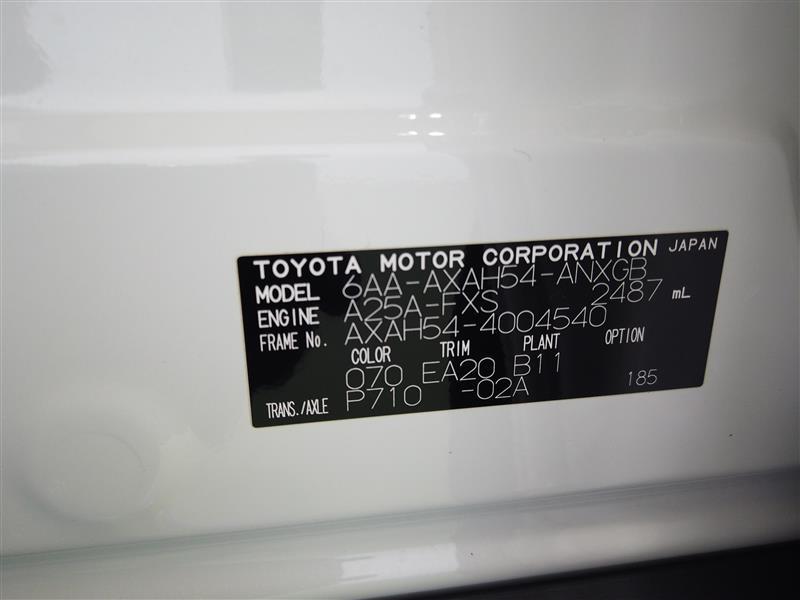 TOYOTA MOTOR CORPORATION JAPAN
MODEL 6AA-AXAH54-ANXGB
ENGINE A25A-FXS 2487 mL
FRAME No. AXAH54-4004540
COLOR TRIM PLANT OPTION
070 EA20 B11
TRANS./AXLE P710 -02A 185